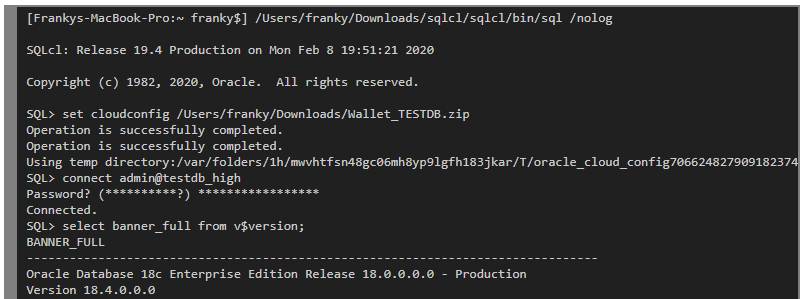 [Frankys-MacBook-Pro:~ franky$] /Users/franky/Downloads/sqlcl/sqlcl/bin/sql /nolog
SQLcl: Release 19.4 Production on Mon Feb 8 19:51:21 2020
Copyright (c) 1982, 2020, Oracle.  All rights reserved.
SQL> set cloudconfig /Users/franky/Downloads/Wallet_TESTDB.zip
Operation is successfully completed.
Operation is successfully completed.
Using temp directory:/var/folders/1h/mwvhtfsn48gc06mh8yp9lgfh183jkar/T/oracle_cloud_config706624827909182374
SQL> connect admin@testdb_high
Password? (**********?) *****************
Connected.
SQL> select banner_full from v$version;
BANNER_FULL
--------------------------------------------------------------------------------
Oracle Database 18c Enterprise Edition Release 18.0.0.0.0 - Production
Version 18.4.0.0.0